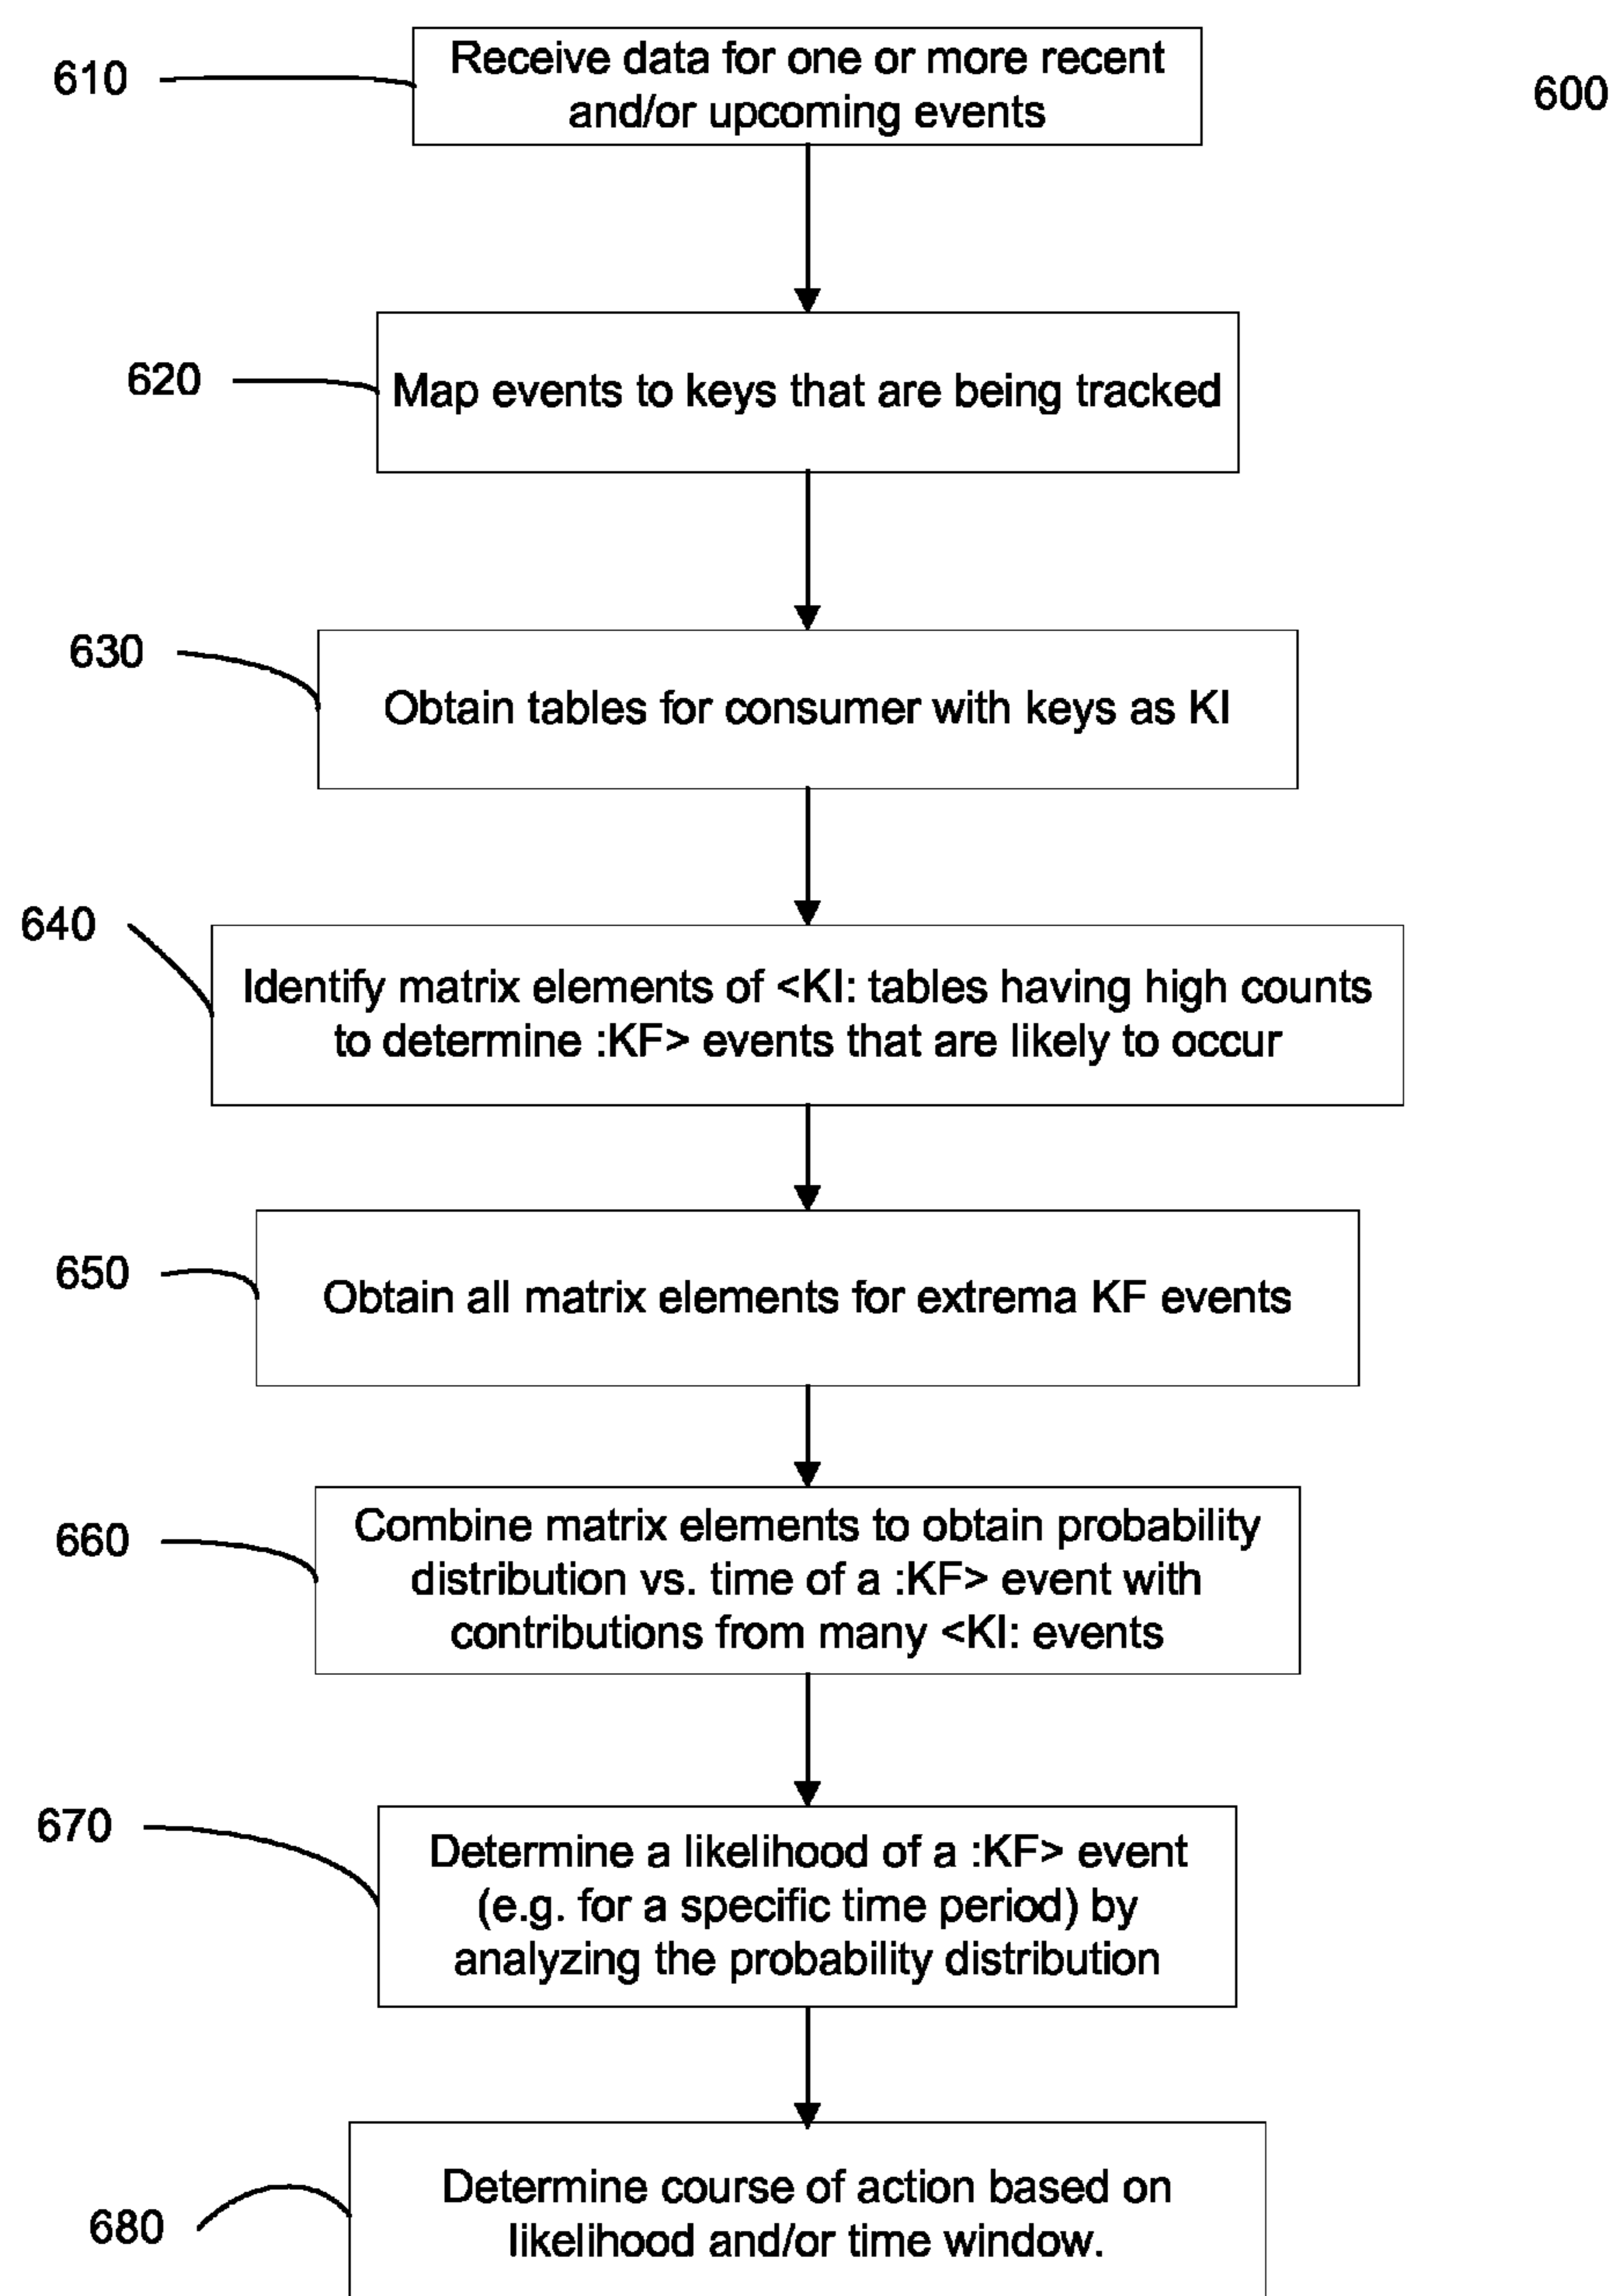 600
610
Receive data for one or more recent
and/or upcoming events
620
Map events to keys that are being tracked
630
Obtain tables for consumer with keys as KI
640
Identify matrix elements of <KI: tables having high counts
to determine :KF> events that are likely to occur
650
Obtain all matrix elements for extrema KF events
660
Combine matrix elements to obtain probability
distribution vs. time of a :KF> event with
contributions from many <KI: events
670
Determine a likelihood of a :KF> event
(e.g. for a specific time period) by
analyzing the probability distribution
680
Determine course of action based on
likelihood and/or time window.